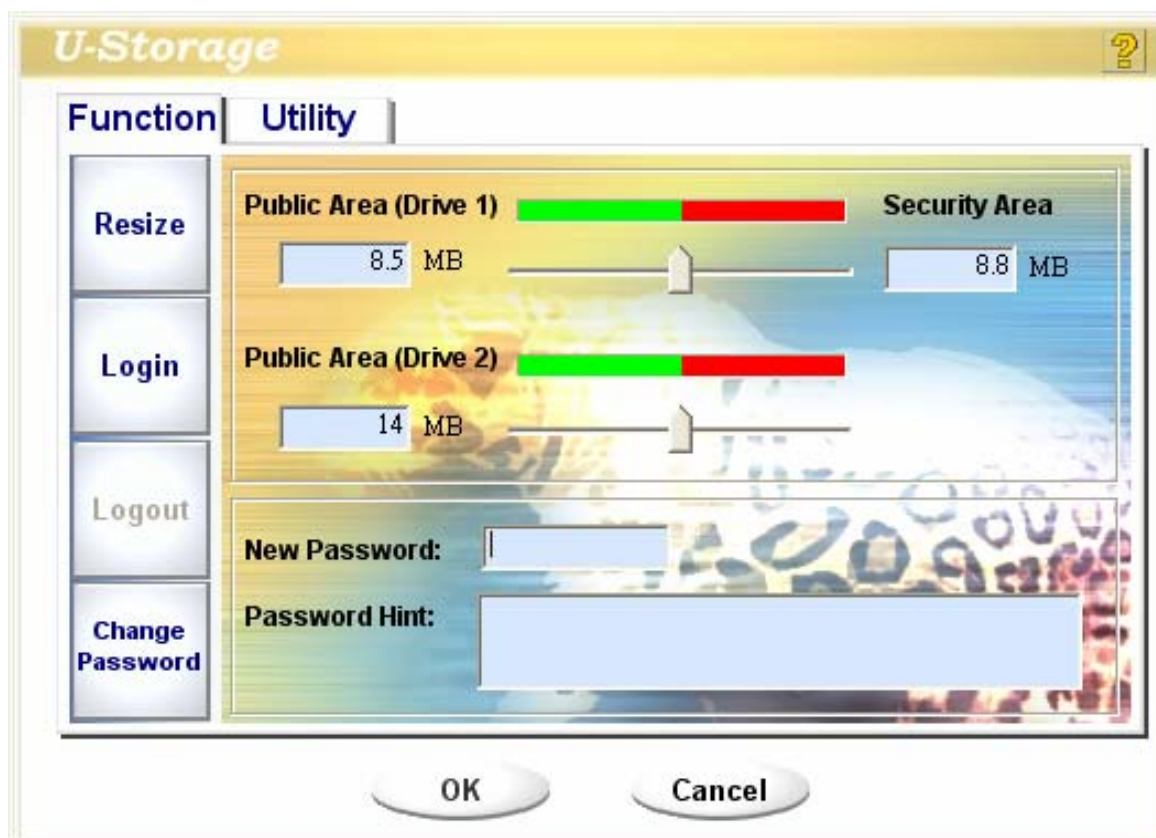 U-Storage ?
Function Utility
Resize
Login
Logout
Change
Password
Public Area (Drive 1) Security Area
8.5 MB 8.8 MB
Public Area (Drive 2)
14 MB
New Password:
Password Hint:
OK Cancel